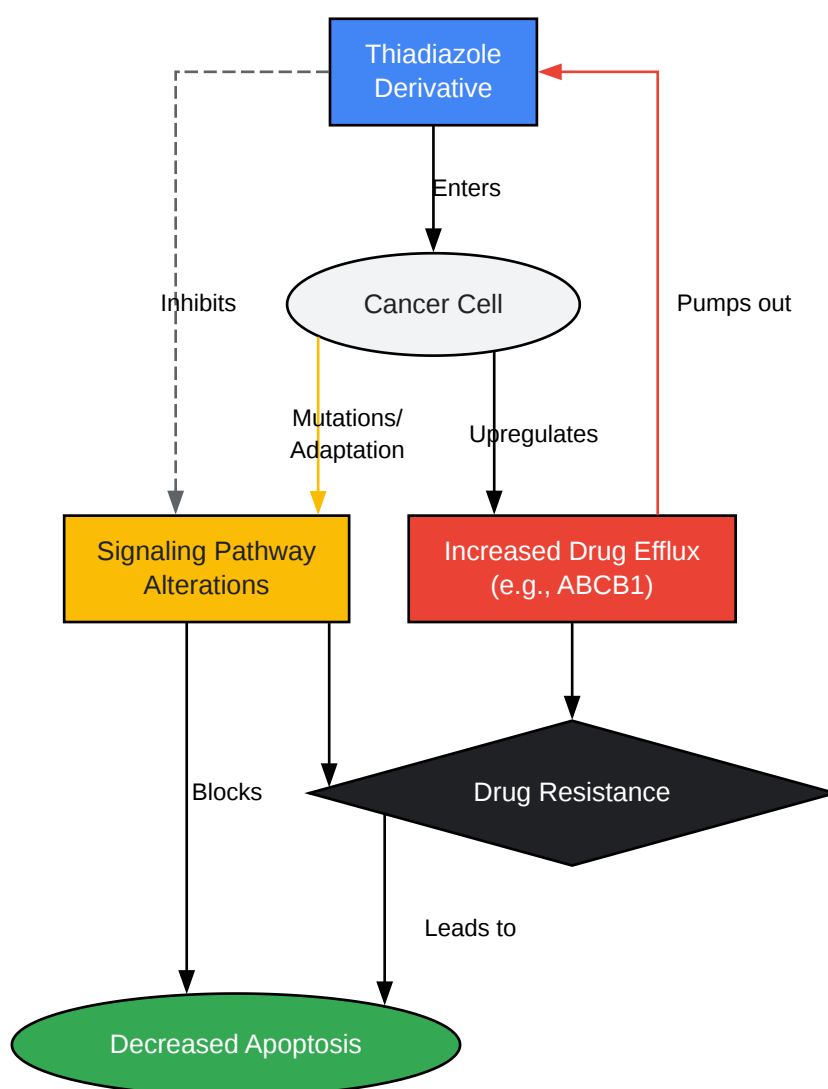 Thiadiazole
Derivative
Enters
Cancer Cell
Inhibits
Pumps out
Mutations/
Adaptation
Upregulates
Signaling Pathway
Alterations
Increased Drug Efflux
(e.g., ABCB1)
Blocks
Drug Resistance
Leads to
Decreased Apoptosis